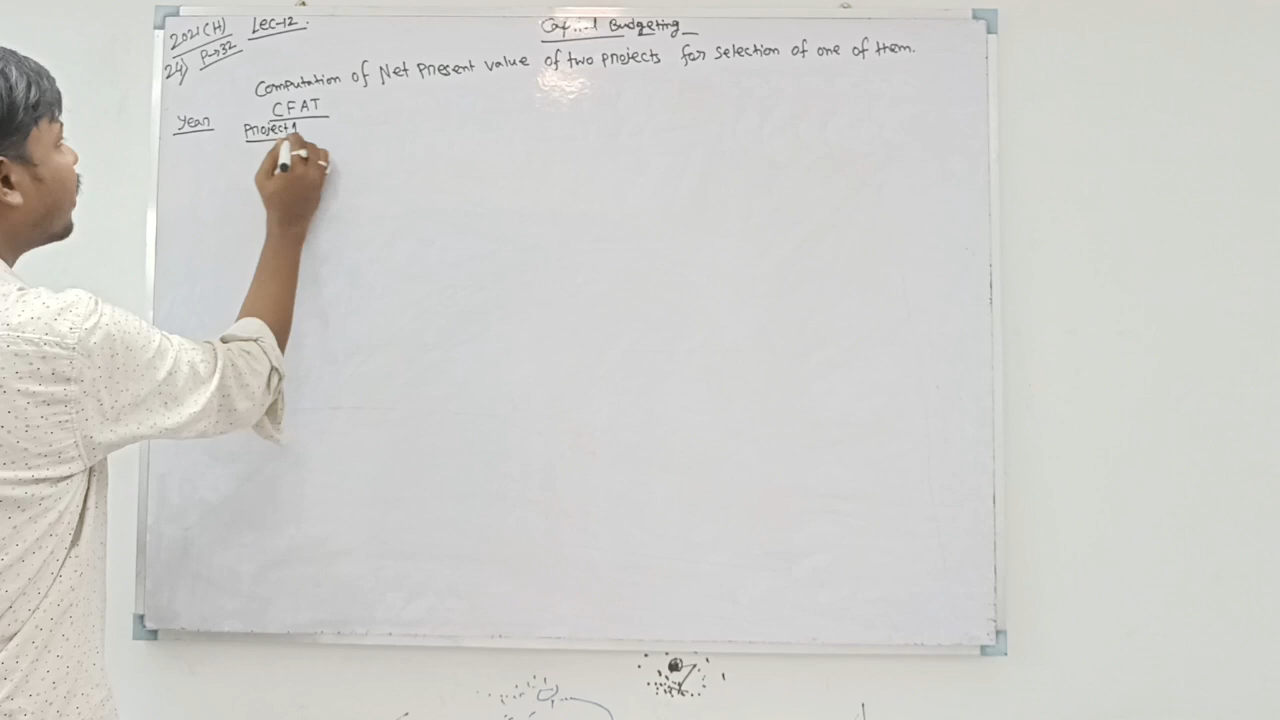 2021(H) Lec-12. Capital Budgeting
24) P→32
Computation of Net present value of two projects for selection of one of them.
CFAT
Year Project 1